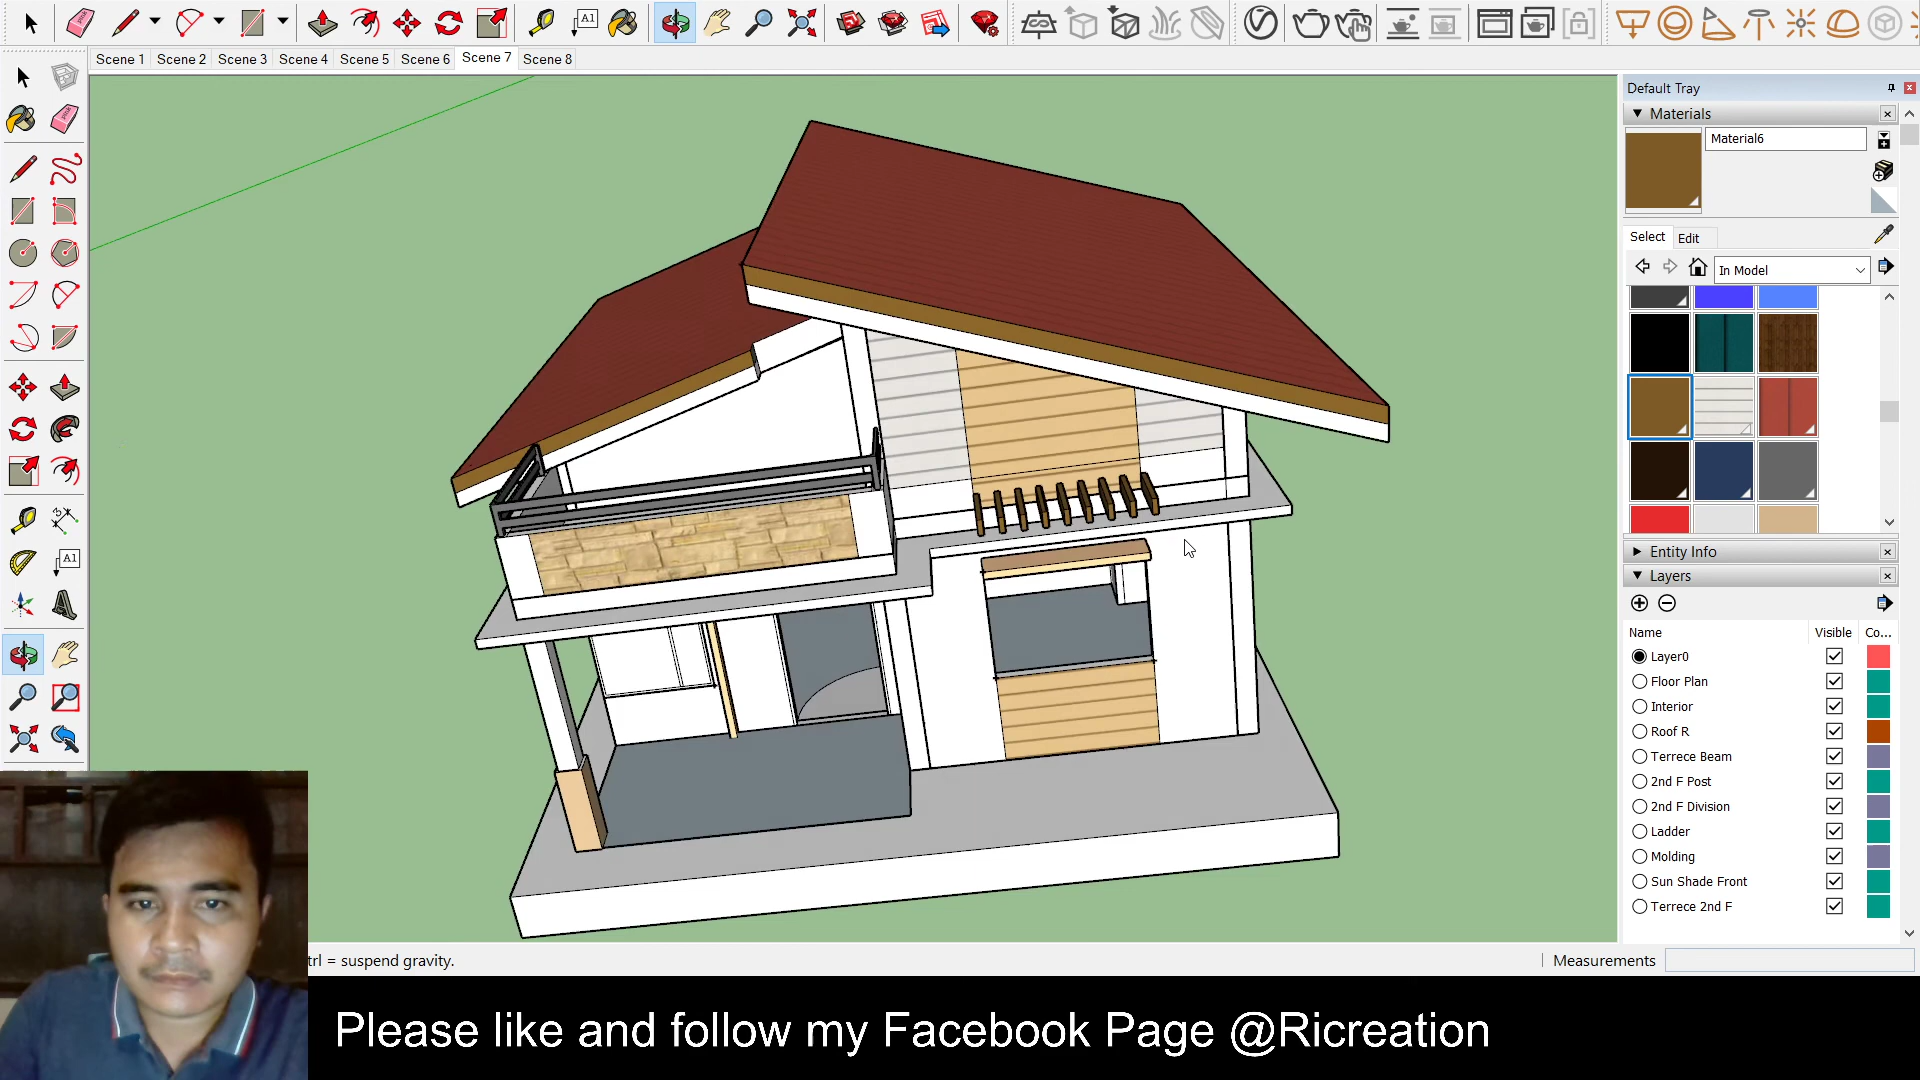 A1
Scene 1 Scene 2 Scene 3 Scene 4 Scene 5 Scene 6 Scene 7 Scene 8
Default Tray
Materials
Material6
Select Edit
In Model
A1
Entity Info
Layers
Name Visible Co...
Layer0
Floor Plan
Interior
Roof R
Terrece Beam
2nd F Post
2nd F Division
Ladder
Molding
Sun Shade Front
Terrece 2nd F
trl = suspend gravity.
Measurements
Please like and follow my Facebook Page @Ricreation